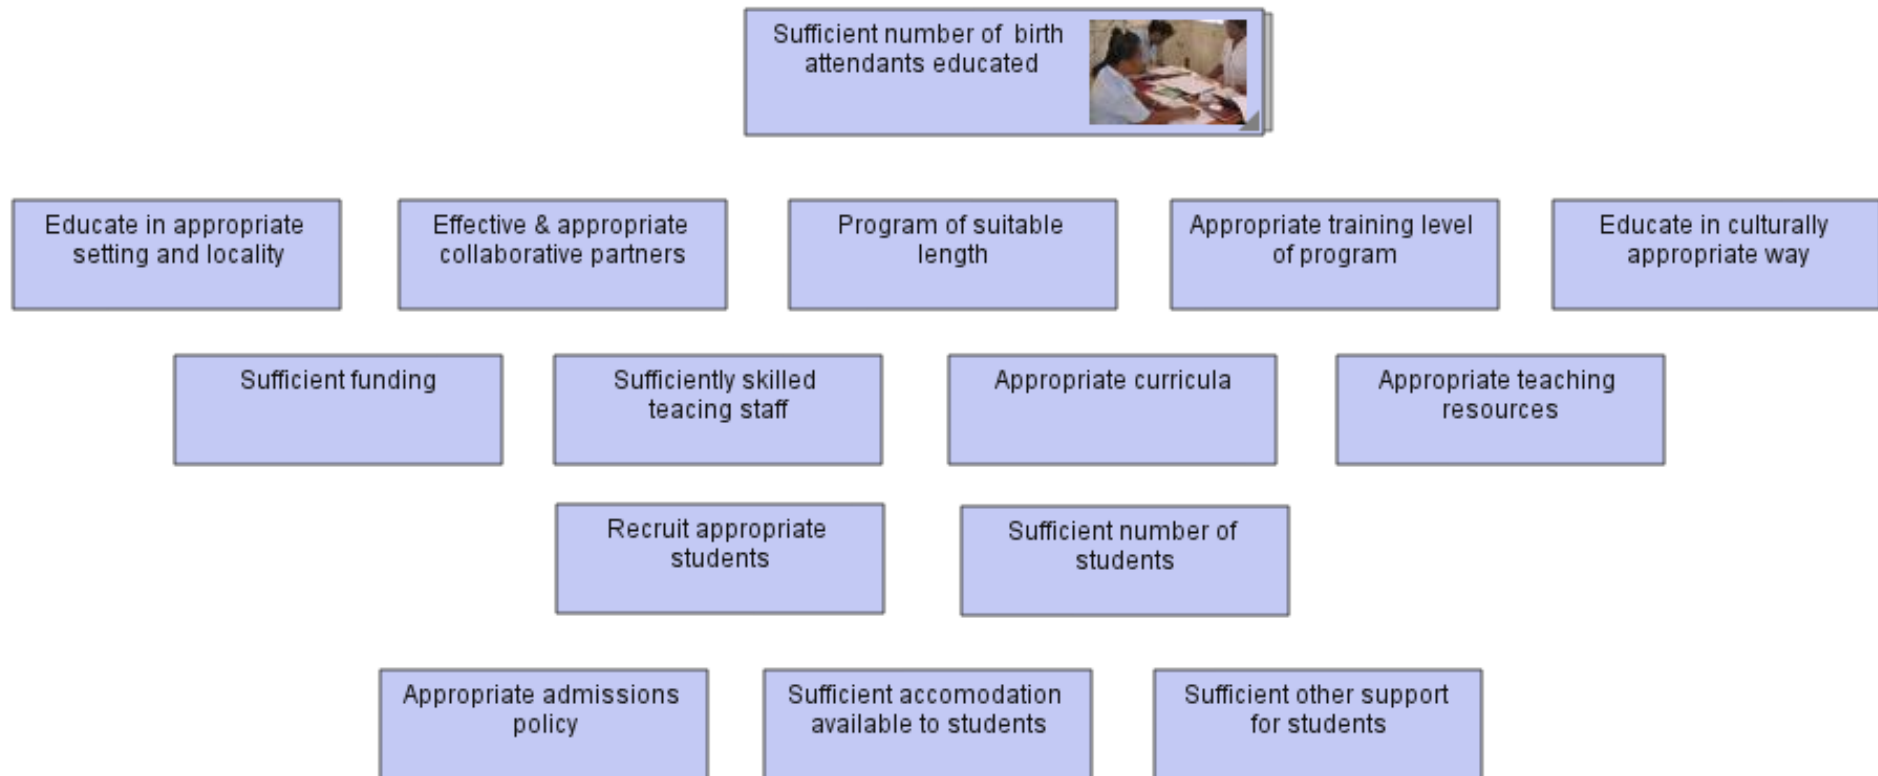 Sufficient number of birth
attendants educated
Educate in appropriate
setting and locality
Effective & appropriate
collaborative partners
Program of suitable
length
Appropriate training level
of program
Educate in culturally
appropriate way
Sufficient funding
Sufficiently skilled
teacing staff
Appropriate curricula
Appropriate teaching
resources
Recruit appropriate
students
Sufficient number of
students
Appropriate admissions
policy
Sufficient accomodation
available to students
Sufficient other support
for students